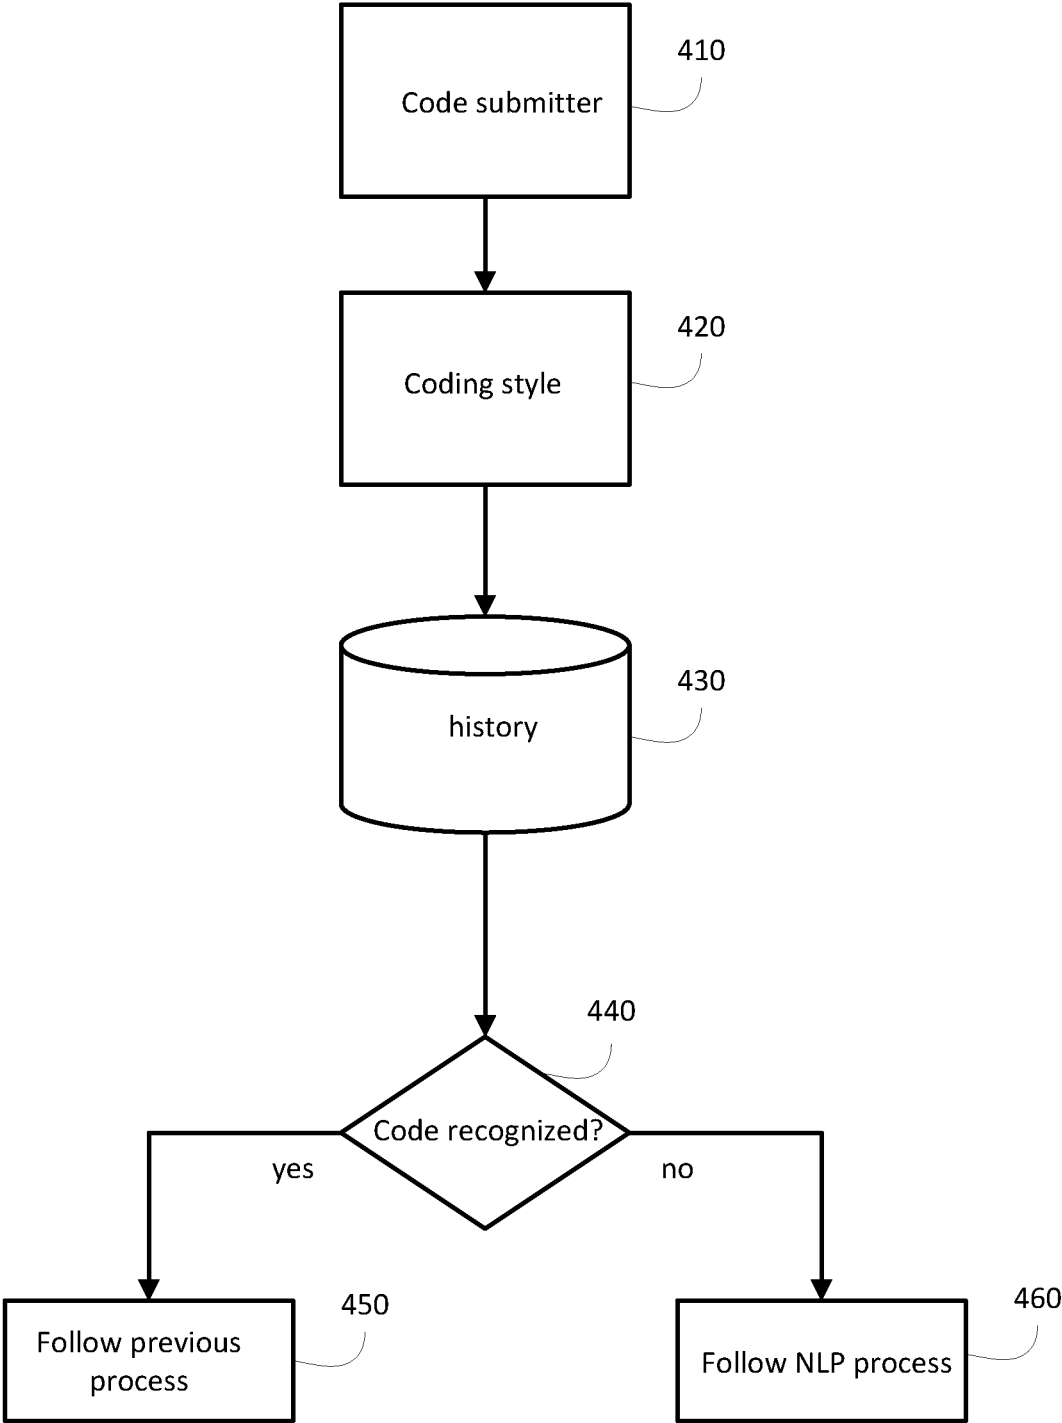 410
Code submitter
420
Coding style
430
history
440
Code recognized?
yes
no
450
Follow previous
process
460
Follow NLP process